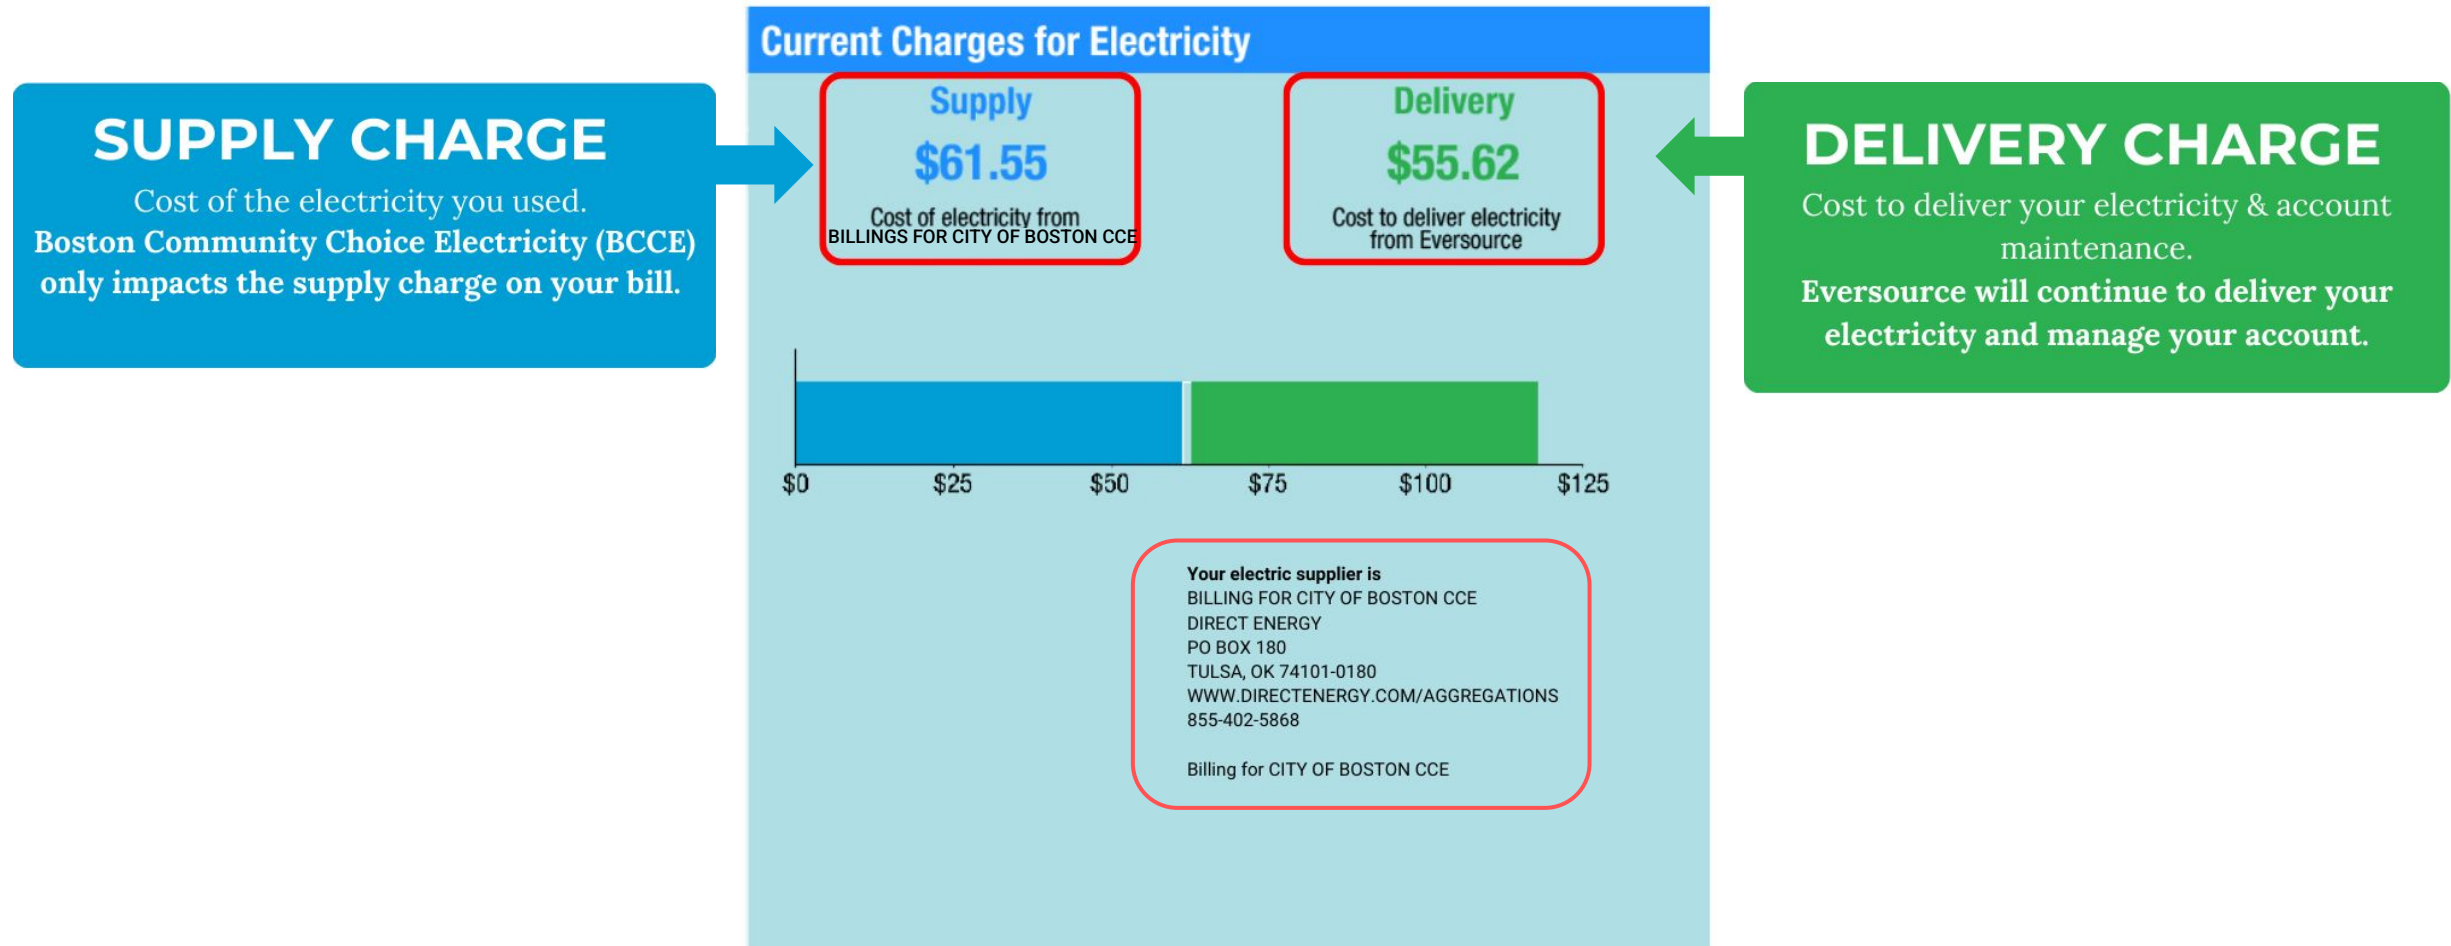 Current Charges for Electricity
SUPPLY CHARGE
Cost of the electricity you used.
Boston Community Choice Electricity (BCCE)
only impacts the supply charge on your bill.
Supply
$61.55
Cost of electricity from
BILLINGS FOR CITY OF BOSTON CCE
Delivery
$55.62
Cost to deliver electricity
from Eversource
DELIVERY CHARGE
Cost to deliver your electricity & account
maintenance.
Eversource will continue to deliver your
electricity and manage your account.
$0 $25 $50 $75 $100 $125
Your electric supplier is
BILLING FOR CITY OF BOSTON CCE
DIRECT ENERGY
PO BOX 180
TULSA, OK 74101-0180
WWW.DIRECTENERGY.COM/AGGREGATIONS
855-402-5868
Billing for CITY OF BOSTON CCE